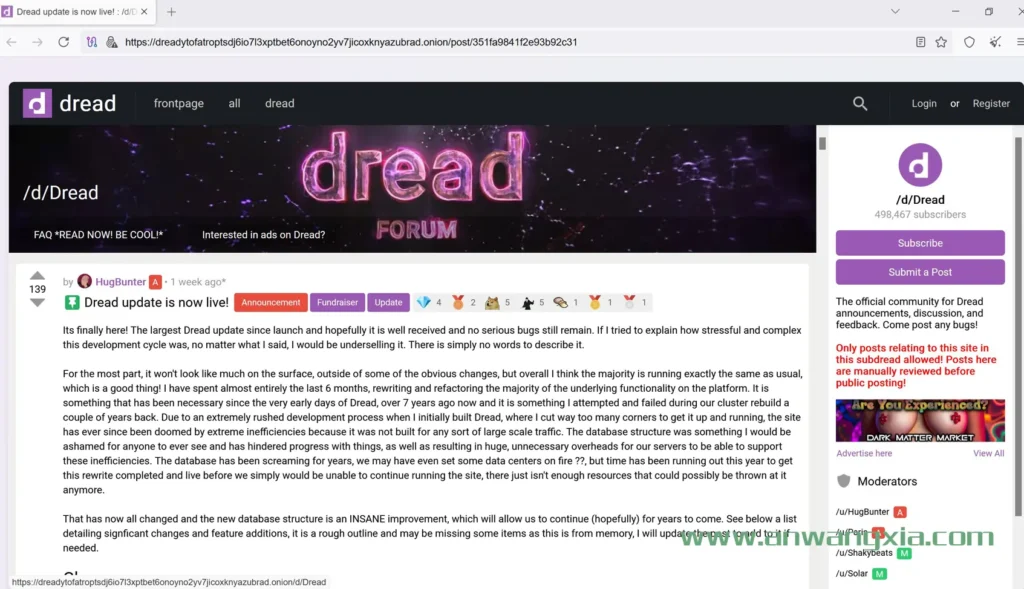 Dread update is now live! : /d/D
https://dreadytofatroptsdj6io7l3xptbet6onoyno2yv7jicoxknyazubrad.onion/post/351fa9841f2e93b92c31
d dread frontpage all dread Login or Register
dread
FORUM
/d/Dread
FAQ *READ NOW! BE COOL!* Interested in ads on Dread?
139
by HugBunter A • 1 week ago*
Dread update is now live! Announcement Fundraiser Update 4 2 5 5 1 1 1
Its finally here! The largest Dread update since launch and hopefully it is well received and no serious bugs still remain. If I tried to explain how stressful and complex
this development cycle was, no matter what I said, I would be underselling it. There is simply no words to describe it.
For the most part, it won't look like much on the surface, outside of some of the obvious changes, but overall I think the majority is running exactly the same as usual,
which is a good thing! I have spent almost entirely the last 6 months, rewriting and refactoring the majority of the underlying functionality on the platform. It is
something that has been necessary since the very early days of Dread, over 7 years ago now and it is something I attempted and failed during our cluster rebuild a
couple of years back. Due to an extremely rushed development process when I initially built Dread, where I cut way too many corners to get it up and running, the site
has ever since been doomed by extreme inefficiencies because it was not built for any sort of large scale traffic. The database structure was something I would be
ashamed for anyone to ever see and has hindered progress with things, as well as resulting in huge, unnecessary overheads for our servers to be able to support
these inefficiencies. The database has been screaming for years, we may have even set some data centers on fire ??, but time has been running out this year to get
this rewrite completed and live before we simply would be unable to continue running the site, there just isn't enough resources that could possibly be thrown at it
anymore.
That has now all changed and the new database structure is an INSANE improvement, which will allow us to continue (hopefully) for years to come. See below a list
detailing signficant changes and feature additions, it is a rough outline and may be missing some items as this is from memory, I will update the post to add to it if
needed.
https://dreadytofatroptsdj6io7l3xptbet6onoyno2yv7jicoxknyazubrad.onion/d/Dread
d
/d/Dread
498,467 subscribers
Subscribe
Submit a Post
The official community for Dread
announcements, discussion, and
feedback. Come post any bugs!
Only posts relating to this site in
this subdread allowed! Posts here
are manually reviewed before
public posting!
Are You Experienced?
DARK MATTER MARKET
Advertise here View All
Moderators
/u/HugBunter A
/u/Paris A
/u/Shakybeats M
/u/Solar M
www.anwangxia.com